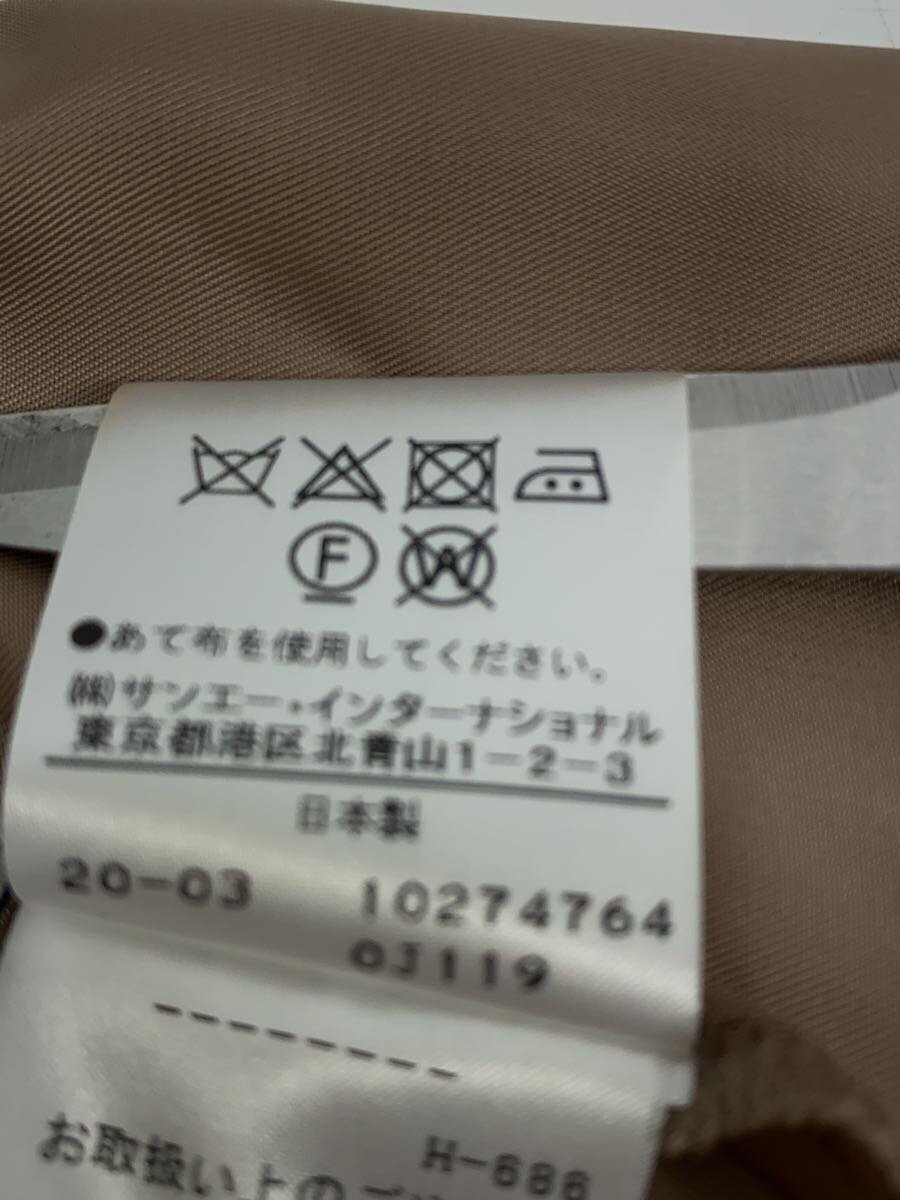 F W
●あて布を使用してください。
㈱サンエー・インターナショナル
東京都港区北青山1-2-3
日本製
20-03 10274764
0J119
-------
H-686
お取扱い上の